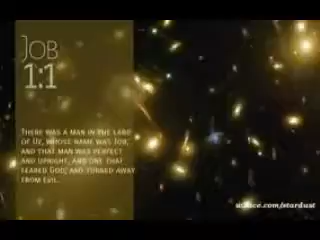 Job
1:1
There was a man in the land
of Uz, whose name was Job,
and that man was perfect
and upright, and one that
feared God, and turned away
from Evil.